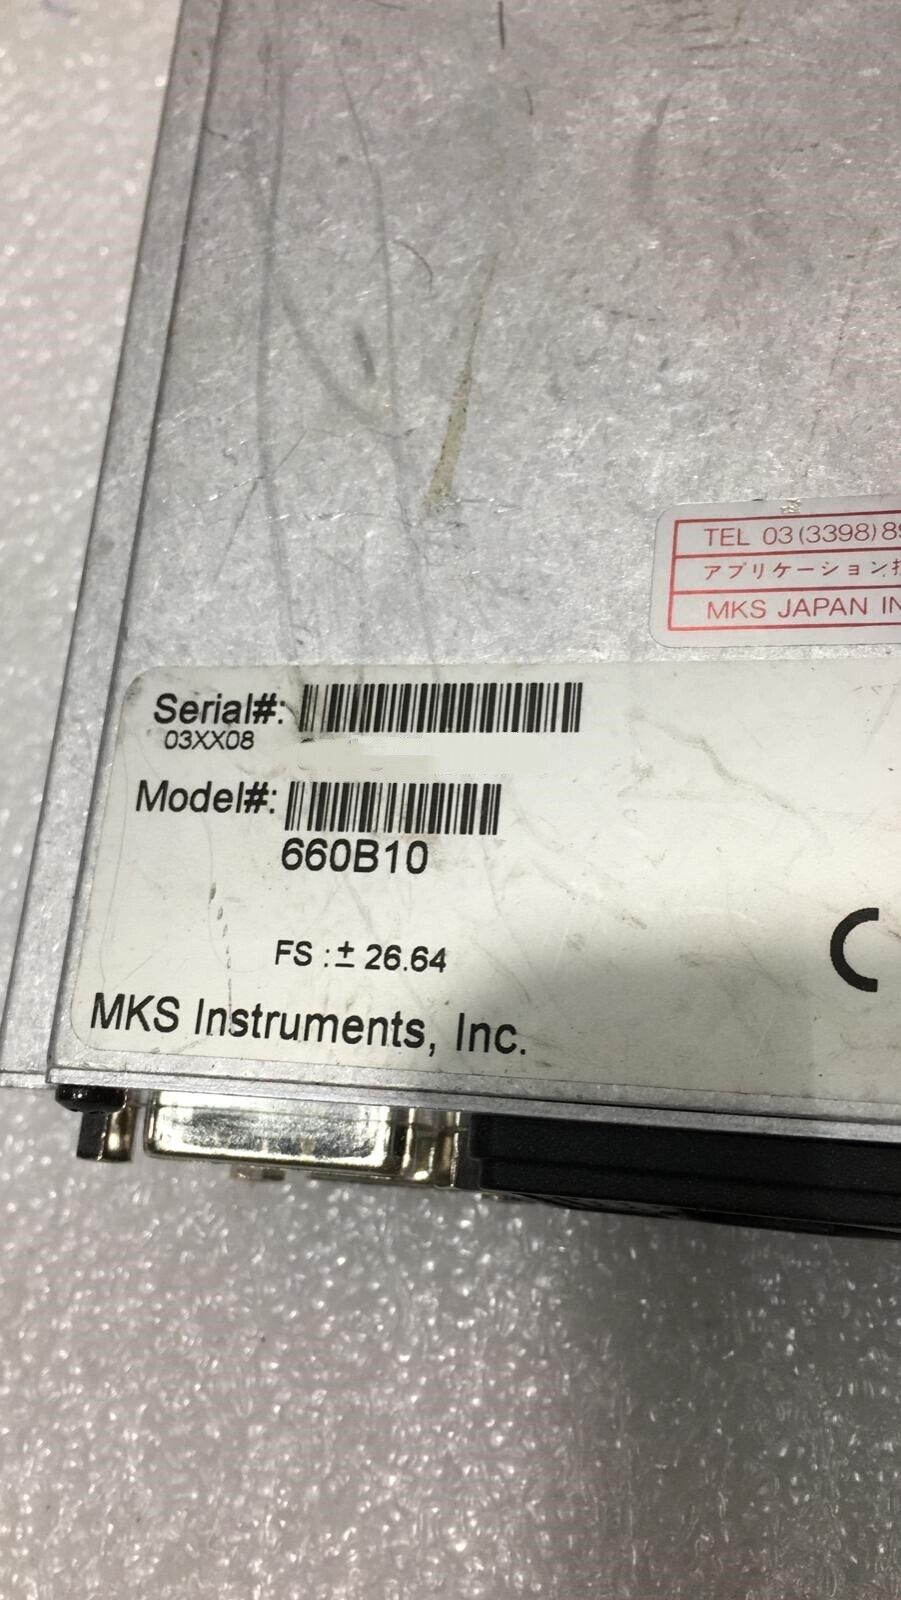 TEL 03(3398)8
アプリケーション
MKS JAPAN IN
Serial#:
03XX08
Model#:
660B10
FS :± 26.64
MKS Instruments, Inc.